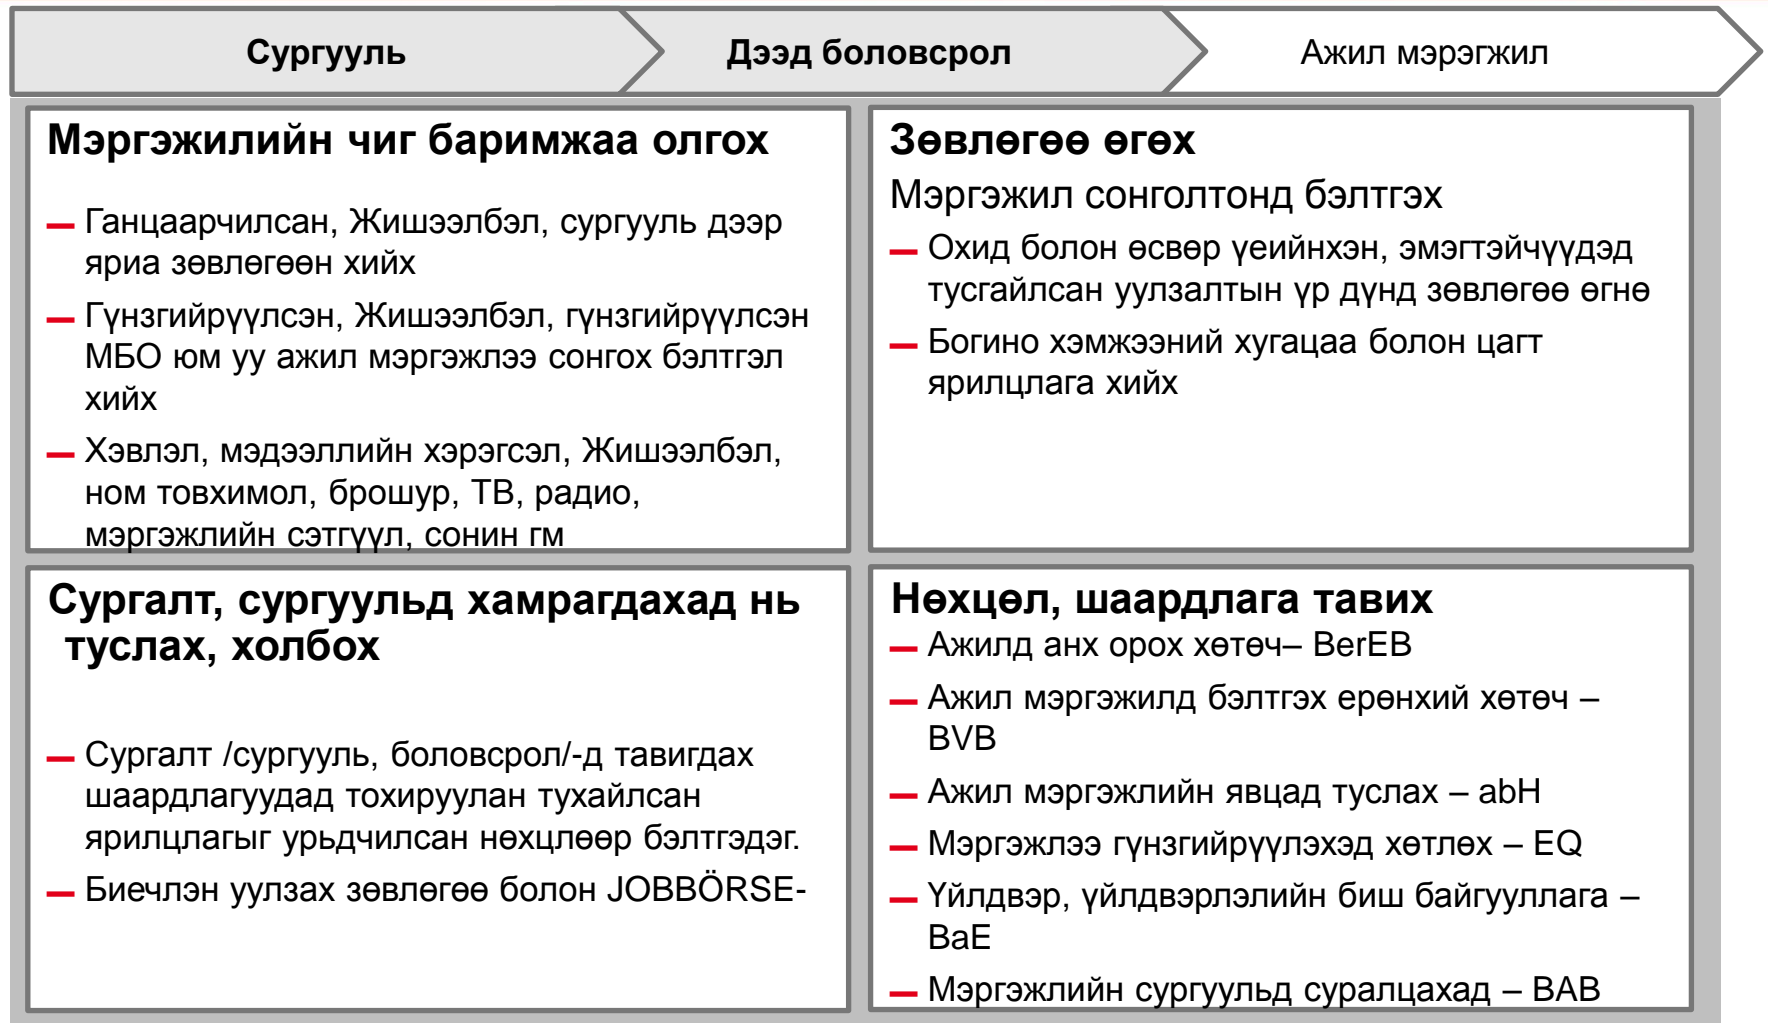 Сургууль
Дээд боловсрол
Ажил мэрэгжил
Мэргэжилийн чиг баримжаа олгох
Ганцаарчилсан, Жишээлбэл, сургууль дээр
яриа зөвлөгөөн хийх
Гүнзгийрүүлсэн, Жишээлбэл, гүнзгийрүүлсэн
МБО юм уу ажил мэргэжлээ сонгох бэлтгэл
хийх
Хэвлэл, мэдээллийн хэрэгсэл, Жишээлбэл,
ном товхимол, брошур, ТВ, радио,
мэргэжлийн сэтгүүл, сонин гм
Зөвлөгөө өгөх
Мэргэжил сонголтонд бэлтгэх
Охид болон өсвөр үеийнхэн, эмэгтэйчүүдэд
тусгайлсан уулзалтын үр дүнд зөвлөгөө өгнө
Богино хэмжээний хугацаа болон цагт
ярилцлага хийх
Сургалт, сургуульд хамрагдахад нь
туслах, холбох
Сургалт /сургууль, боловсрол/-д тавигдах
шаардлагуудад тохируулан тухайлсан
ярилцлагыг урьдчилсан нөхцлөөр бэлтгэдэг.
Биечлэн уулзах зөвлөгөө болон JOBBÖRSE-
Нөхцөл, шаардлага тавих
Ажилд анх орох хөтөч– BerEB
Ажил мэргэжилд бэлтгэх ерөнхий хөтөч –
BVB
Ажил мэргэжлийн явцад туслах – abH
Мэргэжлээ гүнзгийрүүлэхэд хөтлөх – EQ
Үйлдвэр, үйлдвэрлэлийн биш байгууллага –
BaE
Мэргэжлийн сургуульд суралцахад – BAB